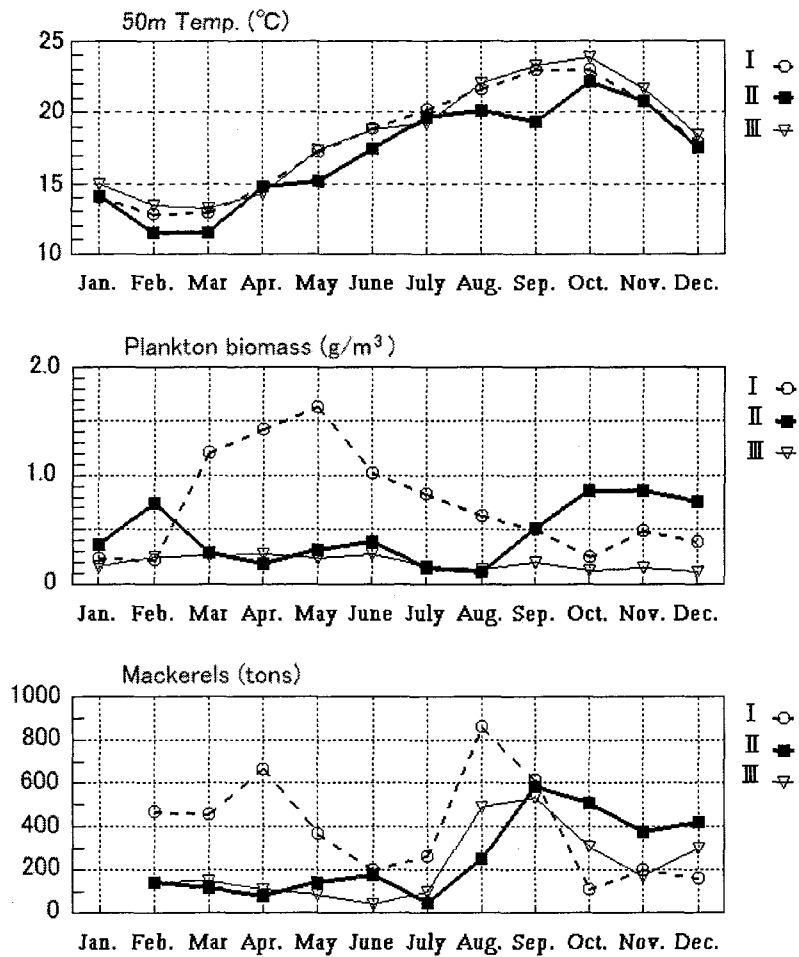 50m Temp. (℃)
25
20
15
10
Jan. Feb. Mar Apr. May June July Aug. Sep. Oct. Nov. Dec.
I
II
III
Plankton biomass (g/m³)
2.0
1.0
0
Jan. Feb. Mar Apr. May June July Aug. Sep. Oct. Nov. Dec.
I
II
III
Mackerels (tons)
1000
800
600
400
200
0
Jan. Feb. Mar Apr. May June July Aug. Sep. Oct. Nov. Dec.
I
II
III